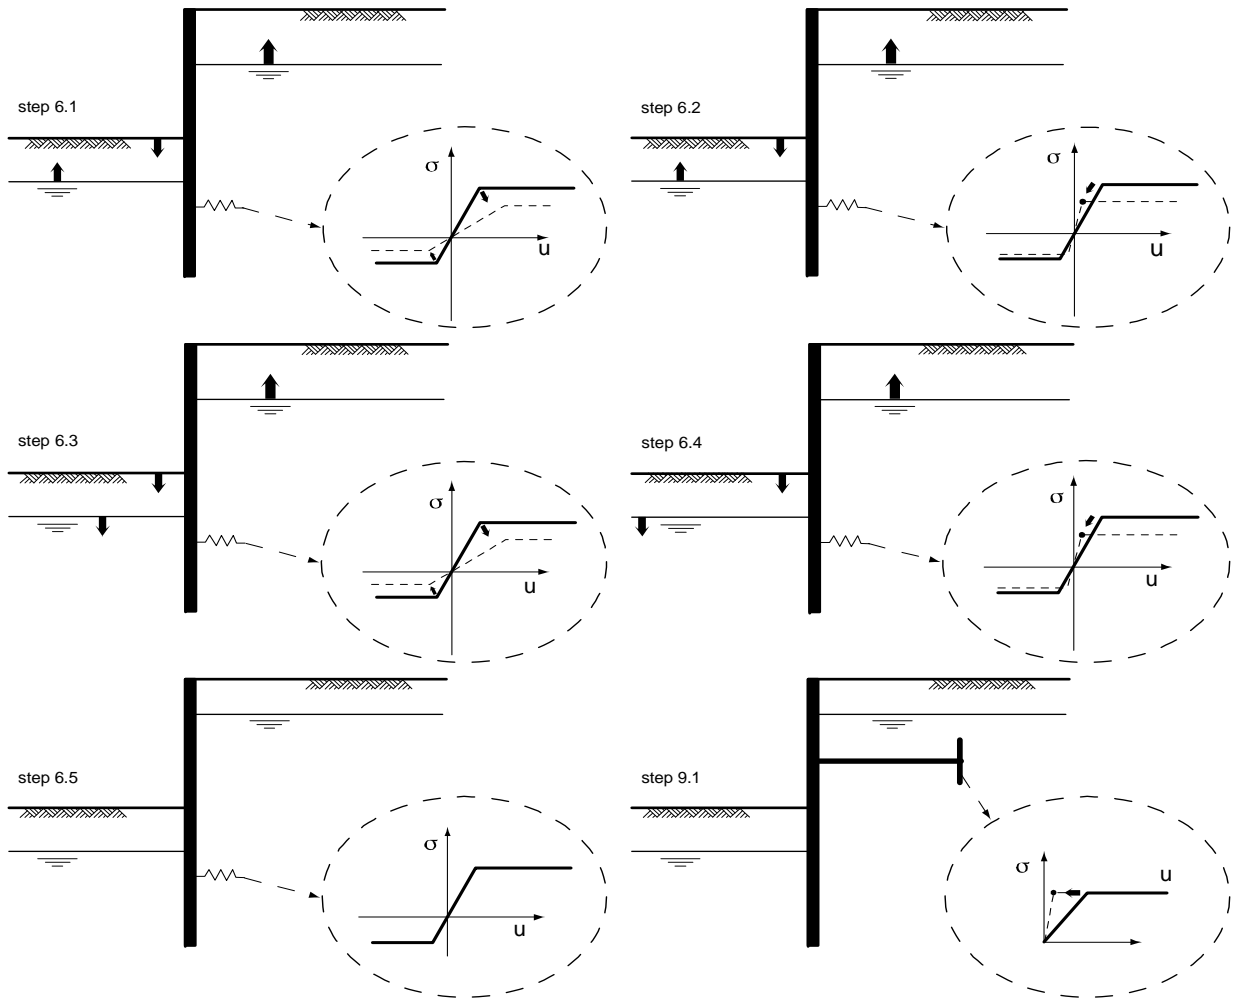 step 6.1
σ
u
step 6.2
σ
u
step 6.3
σ
u
step 6.4
σ
u
step 6.5
σ
u
step 9.1
σ
u